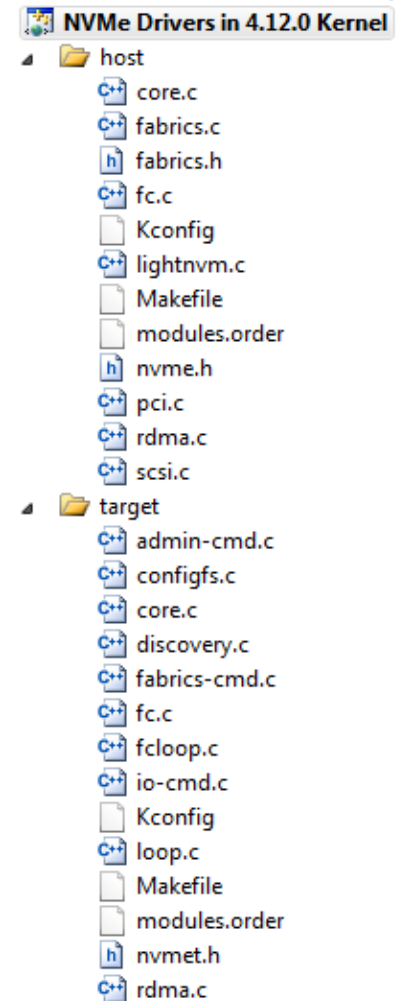 NVMe Drivers in 4.12.0 Kernel
host
core.c
fabrics.c
fabrics.h
fc.c
Kconfig
lightnvm.c
Makefile
modules.order
nvme.h
pci.c
rdma.c
scsi.c
target
admin-cmd.c
configfs.c
core.c
discovery.c
fabrics-cmd.c
fc.c
fcloop.c
io-cmd.c
Kconfig
loop.c
Makefile
modules.order
nvmet.h
rdma.c